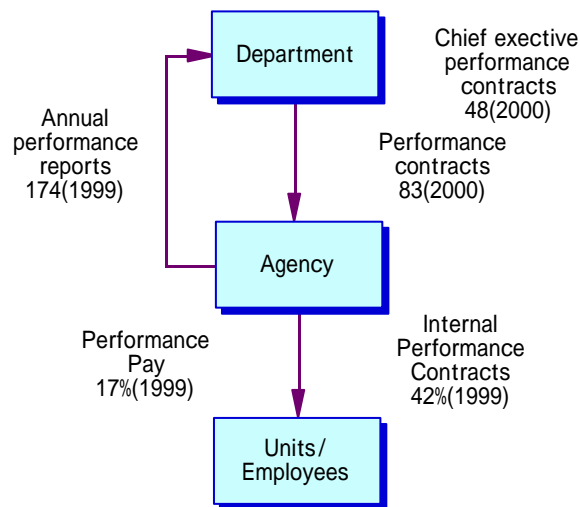 Department
Chief exective
performance
contracts
48(2000)
Annual
performance
reports
174(1999)
Performance
contracts
83(2000)
Agency
Performance
Pay
17%(1999)
Internal
Performance
Contracts
42%(1999)
Units/
Employees